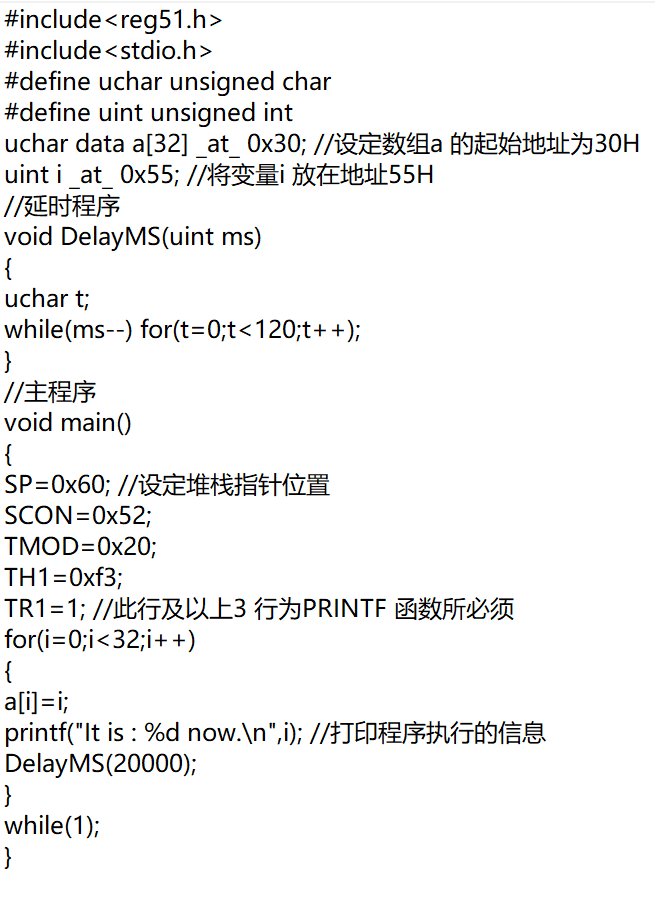 #include<reg51.h>
#include<stdio.h>
#define uchar unsigned char
#define uint unsigned int
uchar data a[32] _at_ 0x30; //设定数组a 的起始地址为30H
uint i _at_ 0x55; //将变量i 放在地址55H
//延时程序
void DelayMS(uint ms)
{
uchar t;
while(ms--) for(t=0;t<120;t++);
}
//主程序
void main()
{
SP=0x60; //设定堆栈指针位置
SCON=0x52;
TMOD=0x20;
TH1=0xf3;
TR1=1; //此行及以上3 行为PRINTF 函数所必须
for(i=0;i<32;i++)
{
a[i]=i;
printf("It is : %d now.\n",i); //打印程序执行的信息
DelayMS(20000);
}
while(1);
}